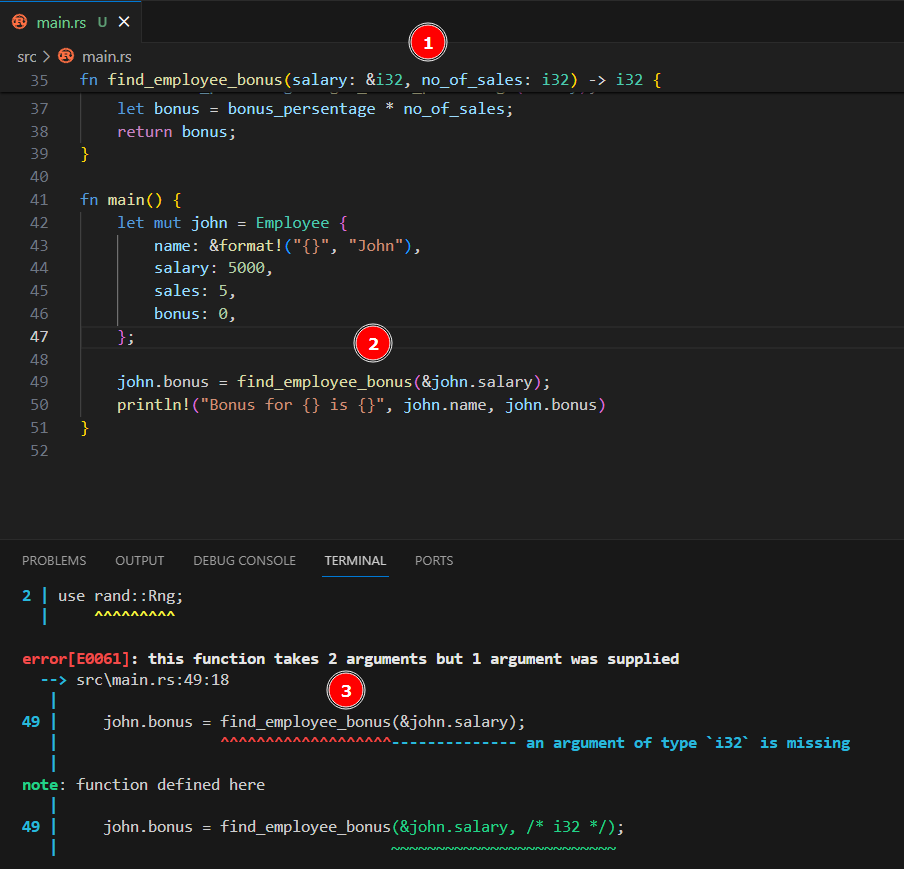 main.rs U
1
src > main.rs
35 fn find_employee_bonus(salary: &i32, no_of_sales: i32) -> i32 {
37 let bonus = bonus_percentage * no_of_sales;
38 return bonus;
39 }
40
41 fn main() {
42 let mut john = Employee {
43 name: &format!("{}", "John"),
44 salary: 5000,
45 sales: 5,
46 bonus: 0,
47 };
2
48
49 john.bonus = find_employee_bonus(&john.salary);
50 println!("Bonus for {} is {}", john.name, john.bonus)
51 }
52
PROBLEMS OUTPUT DEBUG CONSOLE TERMINAL PORTS
2 | use rand::Rng;
| ^^^^^^^^^
error[E0061]: this function takes 2 arguments but 1 argument was supplied
--> src\main.rs:49:18
3
|
49 | john.bonus = find_employee_bonus(&john.salary);
| ^^^^^^^^^^^^^^^^^^^-------------- an argument of type `i32` is missing
|
note: function defined here
|
49 | john.bonus = find_employee_bonus(&john.salary, /* i32 */);
| ~~~~~~~~~~~~~~~~~~~~~~~~~